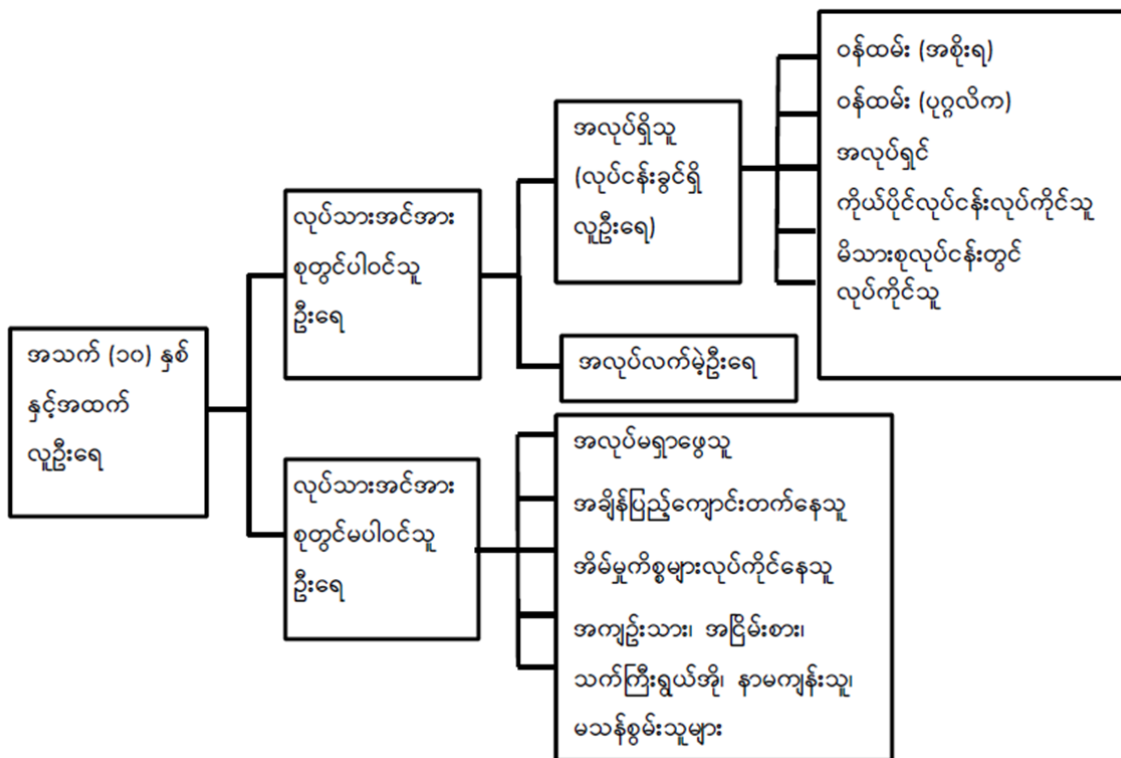 အသက် (၁၀) နှစ်
နှင့်အထက်
လူဦးရေ
လုပ်သားအင်အား
စုတွင်ပါဝင်သူ
ဦးရေ
လုပ်သားအင်အား
စုတွင်မပါဝင်သူ
ဦးရေ
အလုပ်ရှိသူ
(လုပ်ငန်းခွင်ရှိ
လူဦးရေ)
အလုပ်လက်မဲ့ဦးရေ
ဝန်ထမ်း (အစိုးရ)
ဝန်ထမ်း (ပုဂ္ဂလိက)
အလုပ်ရှင်
ကိုယ်ပိုင်လုပ်ငန်းလုပ်ကိုင်သူ
မိသားစုလုပ်ငန်းတွင်
လုပ်ကိုင်သူ
အလုပ်မရှာဖွေသူ
အချိန်ပြည့်ကျောင်းတက်နေသူ
အိမ်မှုကိစ္စများလုပ်ကိုင်နေသူ
အကျဉ်းသား၊ အငြိမ်းစား၊
သက်ကြီးရွယ်အို၊ နာမကျန်းသူ၊
မသန်စွမ်းသူများ